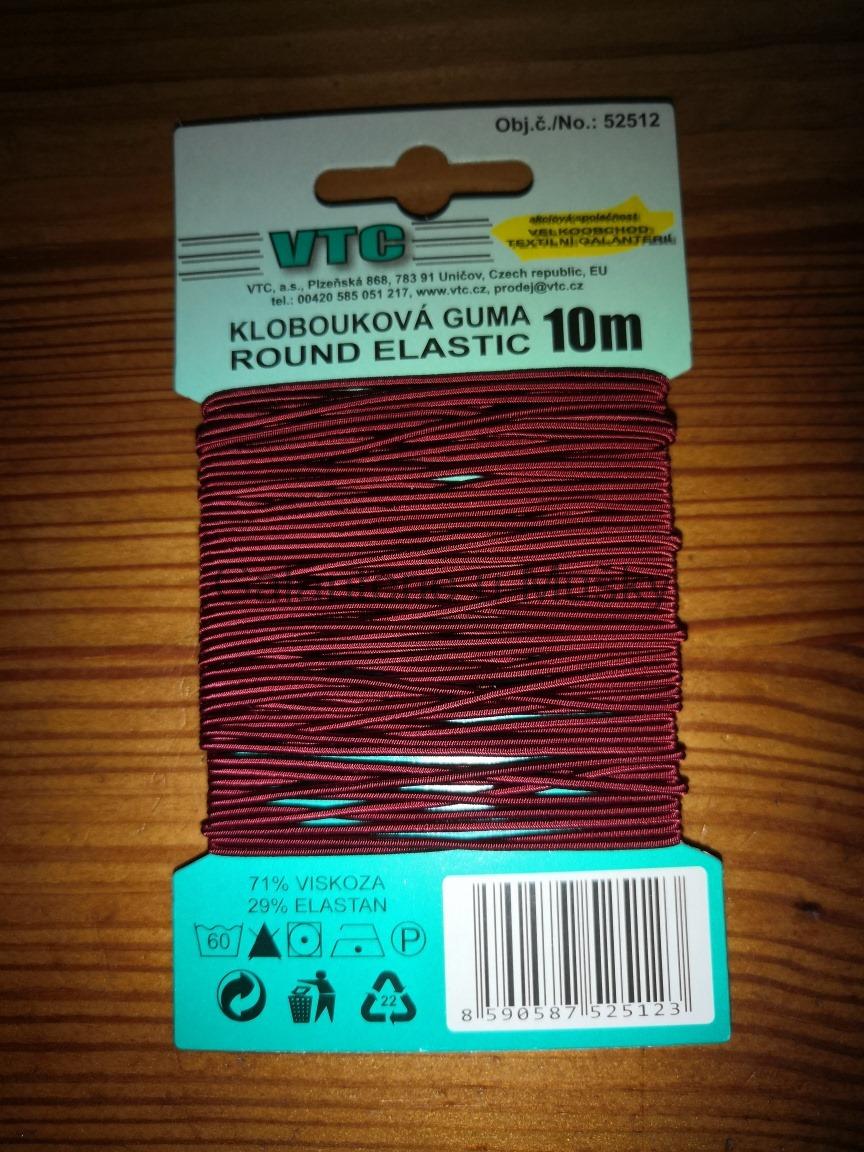 Obj.č./No.: 52512
akciová společnost
VELKOOBCHOD
TEXTILNÍ GALANTERIÍ
VTC
VTC, a.s., Plzeňská 868, 783 91 Uničov, Czech republic, EU
tel.: 00420 585 051 217, www.vtc.cz, prodej@vtc.cz
KLOBOUKOVÁ GUMA 10m
ROUND ELASTIC
71% VISKOZA
29% ELASTAN
60 P
22
8 590587 525123